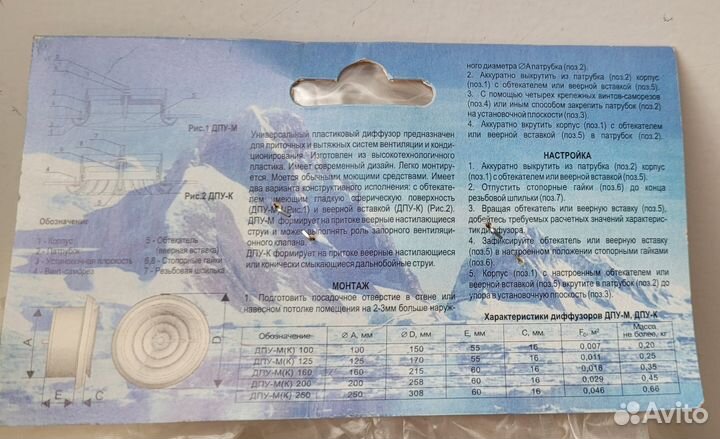 Рис.1 ДПУ-М
Рис.2 ДПУ-К
Обозначение
1 - Корпус
2 - Патрубок
3 - Установочная плоскость
4 - Винт-саморез
5 - Обтекатель
(веерная вставка)
6,8 - Стопорные гайки
7 - Резьбовая шпилька
Универсальный пластиковый диффузор предназначен
для приточных и вытяжных систем вентиляции и конди-
ционирования. Изготовлен из высокотехнологичного
пластика. Имеет современный дизайн. Легко монтиру-
ется. Моется обычными моющими средствами. Имеет
два варианта конструктивного исполнения: с обтекате-
лем имеющим гладкую сферическую поверхность
(ДПУ-М) (Рис.1) и веерной вставкой (ДПУ-К) (Рис.2).
ДПУ-М формирует на притоке веерные настилающиеся
струи и может выполнять роль запорного вентиляци-
онного клапана.
ДПУ-К формирует на притоке веерные настилающиеся
или конически смыкающиеся дальнобойные струи.
МОНТАЖ
1. Подготовить посадочное отверстие в стене или
навесном потолке помещения на 2-3мм больше наруж-
ного диаметра ∅А патрубка (поз.2).
2. Аккуратно выкрутить из патрубка (поз.2) корпус
(поз.1) с обтекателем или веерной вставкой (поз.5).
3. С помощью четырех крепежных винтов-саморезов
(поз.4) или иным способом закрепить патрубок (поз.2)
на установочной плоскости (поз.3).
4. Аккуратно вкрутить корпус (поз.1) с обтекателем
или веерной вставкой (поз.5) в патрубок (поз.2).
НАСТРОЙКА
1. Аккуратно выкрутить из патрубка (поз.2) корпус
(поз.1) с обтекателем или веерной вставкой (поз.5).
2. Отпустить стопорные гайки (поз.6) до конца
резьбовой шпильки (поз.7).
3. Вращая обтекатель или веерную вставку (поз.5),
добейтесь требуемых расчетных значений характерис-
тик диффузора.
4. Зафиксируйте обтекатель или веерную вставку
(поз.5) в настроенном положении стопорными гайками
(поз.6).
5. Корпус (поз.1) с настроенным обтекателем или
веерной вставкой (поз.5) вкрутить в патрубок (поз.2) до
упора в установочную плоскость (поз.3).
Характеристики диффузоров ДПУ-М, ДПУ-К
Обозначение ∅ А, мм ∅ D, мм Е, мм С, мм F₀, м² Масса не более, кг
ДПУ-М(К) 100 100 150 55 16 0,007 0,20
ДПУ-М(К) 125 125 170 55 16 0,011 0,25
ДПУ-М(К) 160 160 215 60 16 0,018 0,35
ДПУ-М(К) 200 200 258 60 16 0,029 0,45
ДПУ-М(К) 250 250 308 60 16 0,046 0,66
A
E
C
D
Avito